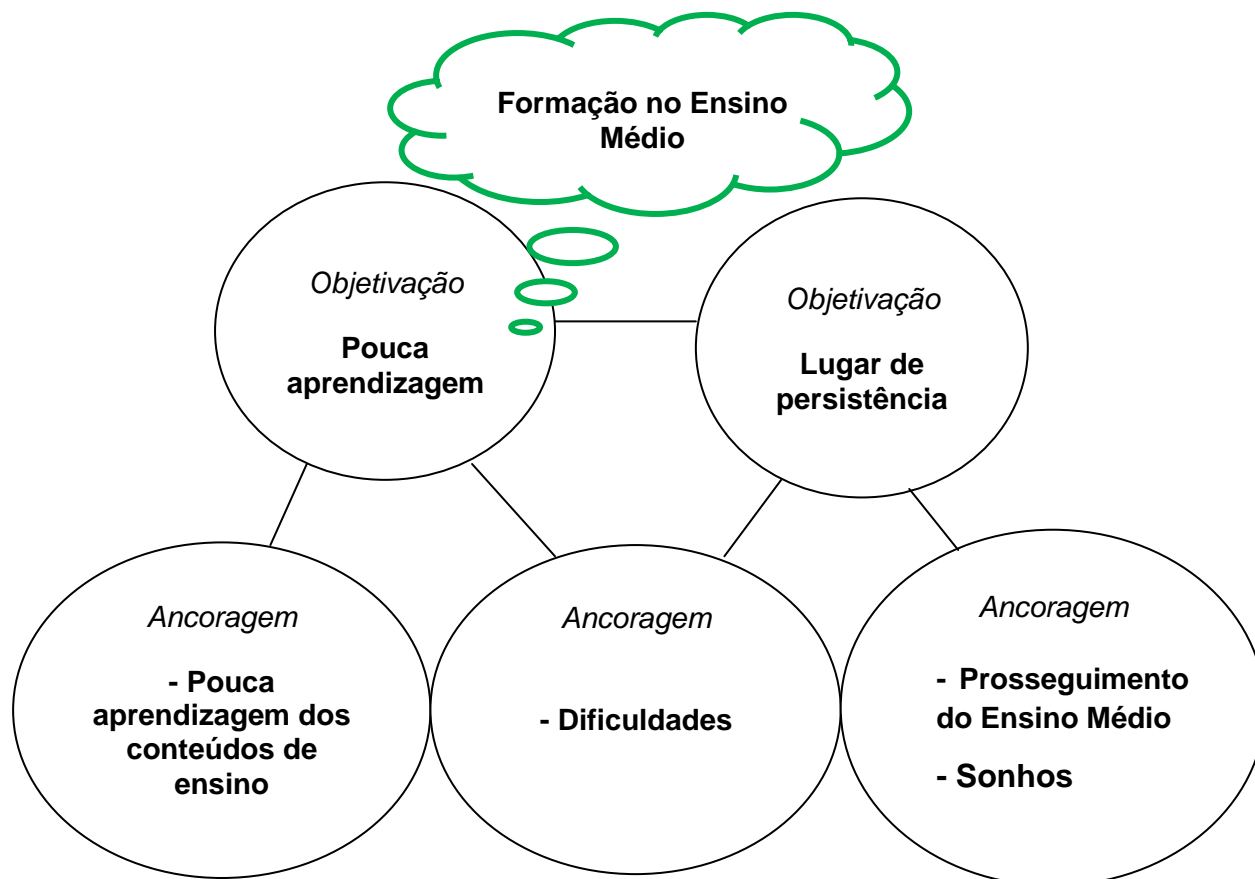 Formação no Ensino
Médio
Objetivação
Pouca
aprendizagem
Objetivação
Lugar de
persistência
Ancoragem
- Pouca
aprendizagem dos
conteúdos de
ensino
Ancoragem
- Dificuldades
Ancoragem
- Prosseguimento
do Ensino Médio
- Sonhos